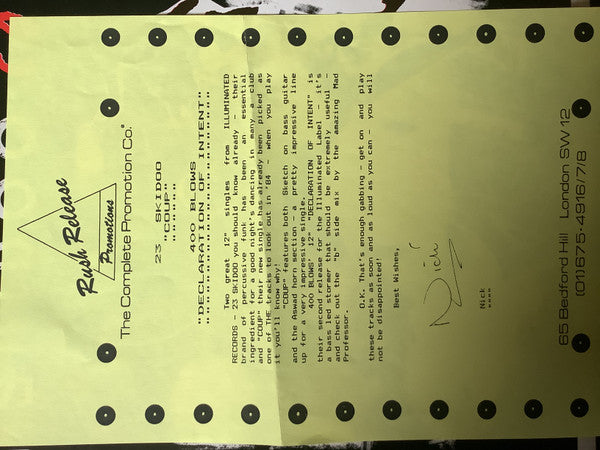 Rush Release
Promotions
The Complete Promotion Co.
23 SKIDOO
"COUP"
400 BLOWS
"DECLARATION OF INTENT"
Two great 12" singles from ILLUMINATED
RECORDS - 23 SKIDOO you should know already - their
brand of percussive funk has been an essential
ingredient for a good night's dancing in many a club
and "COUP" their new single has already been picked as
one of THE tracks to look out in '84 - when you play
it you'll know why!
"COUP" features both Sketch on bass guitar
and the Aswad horn section - a pretty impressive line
up for a very impressive single.
400 BLOWS' 12" "DECLARATION OF INTENT" is
their second release for the Illuminated Label - it's
a bass led stormer that should be extremely useful -
and check out the 'b' side mix by the amazing Mad
Professor.
O.K. That's enough gabbing - get on and play
these tracks as soon and as loud as you can - you will
not be disappointed!
Best Wishes,
Nick
Nick
****
65 Bedford Hill London SW12
(01)675-4916/7/8